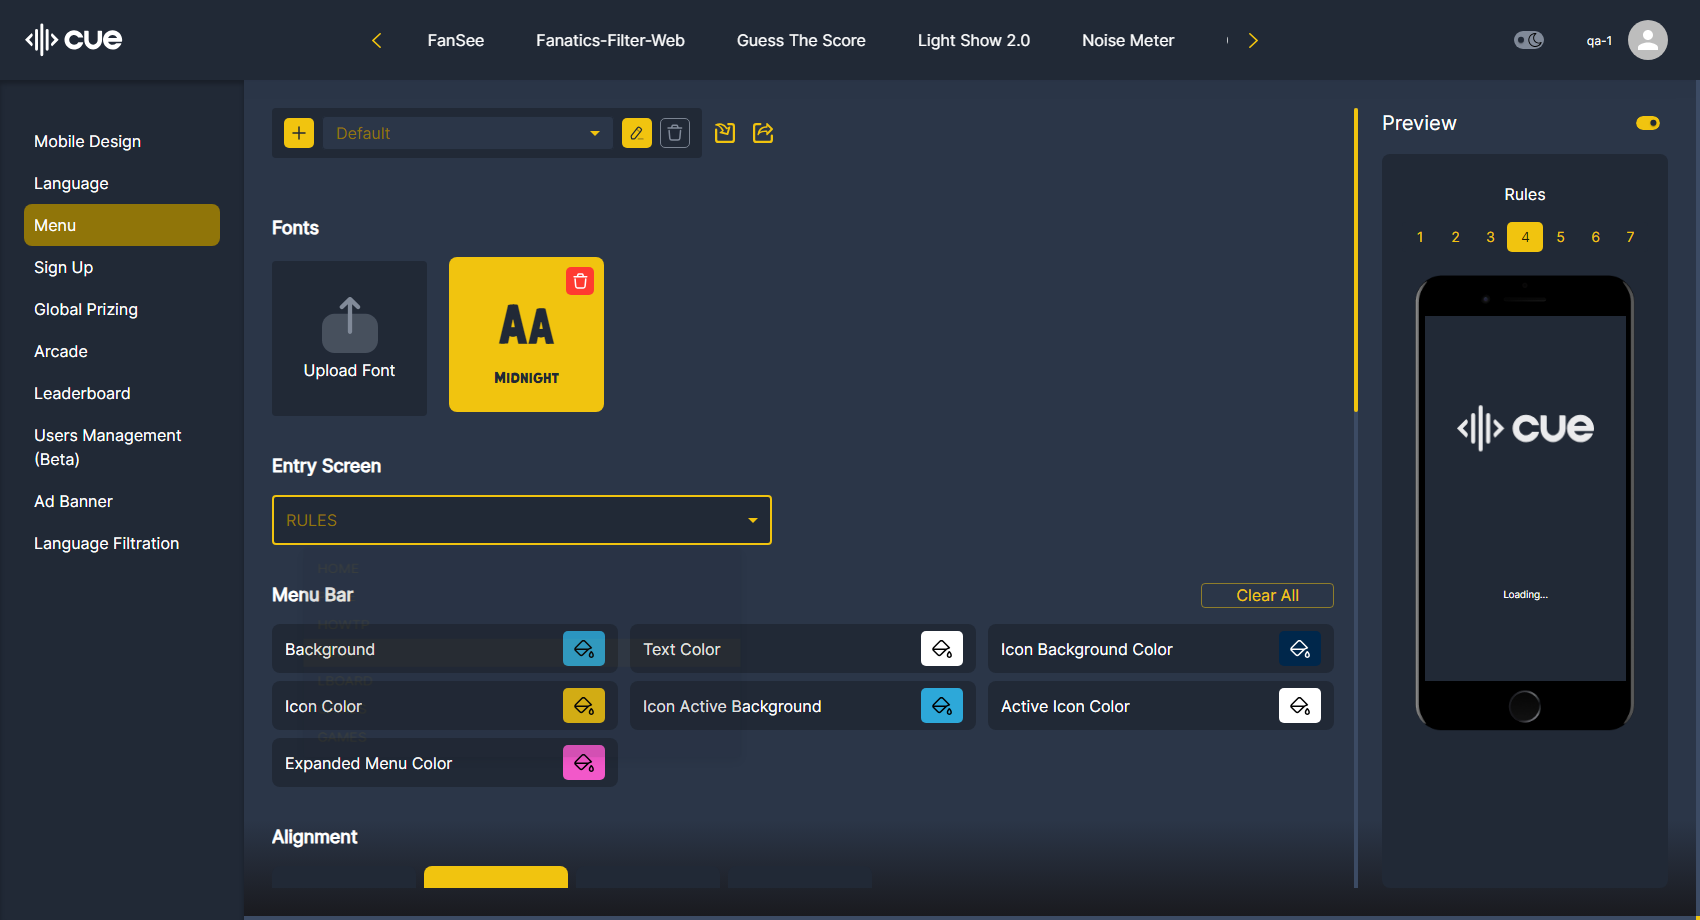 cue
FanSee
Fanatics-Filter-Web
Guess The Score
Light Show 2.0
Noise Meter
qa-1
Mobile Design
Language
Menu
Sign Up
Global Prizing
Arcade
Leaderboard
Users Management
(Beta)
Ad Banner
Language Filtration
Default
Fonts
Upload Font
AA
MIDNIGHT
Entry Screen
RULES
HOME
HOWTP
LBOARD
GAMES
Menu Bar
Clear All
Background
Text Color
Icon Background Color
Icon Color
Icon Active Background
Active Icon Color
Expanded Menu Color
Alignment
Preview
Rules
1 2 3 4 5 6 7
cue
Loading...